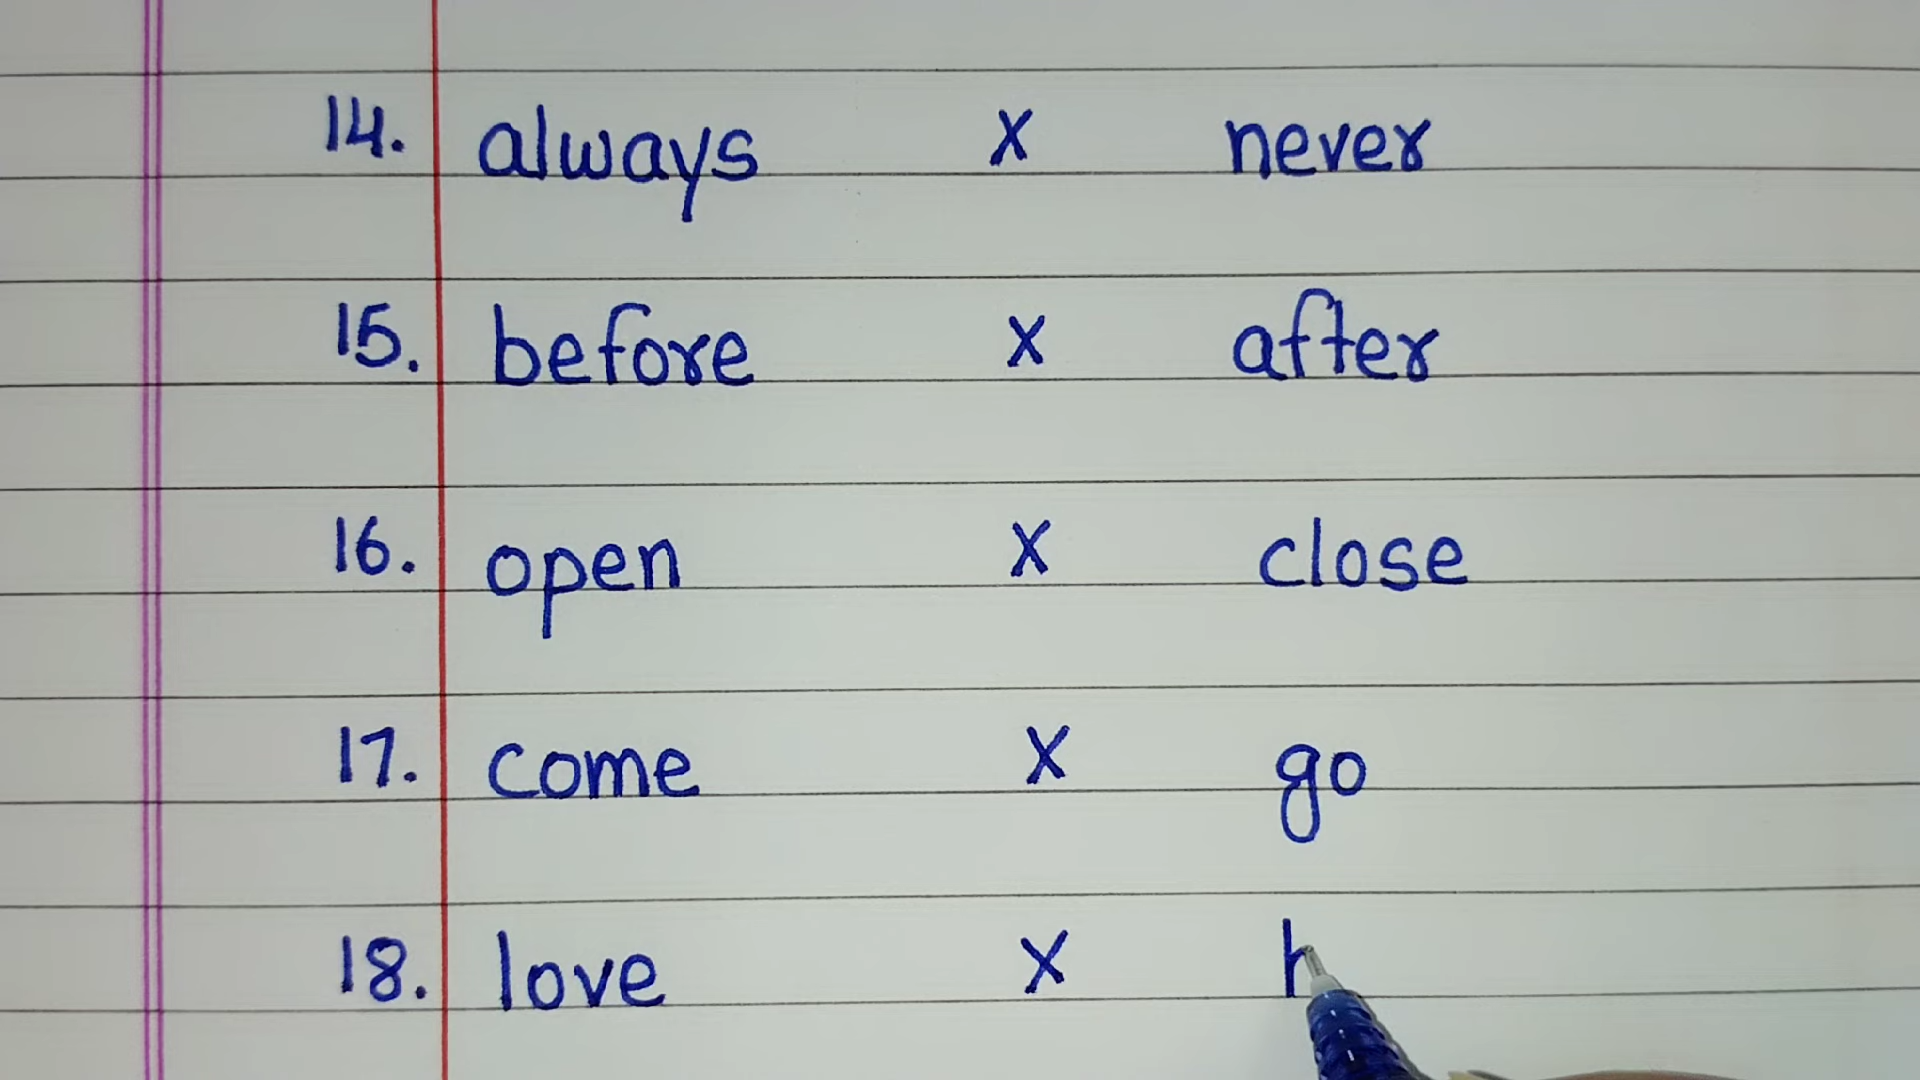 14. always x never
15. before x after
16. open x close
17. come x go
18. love x